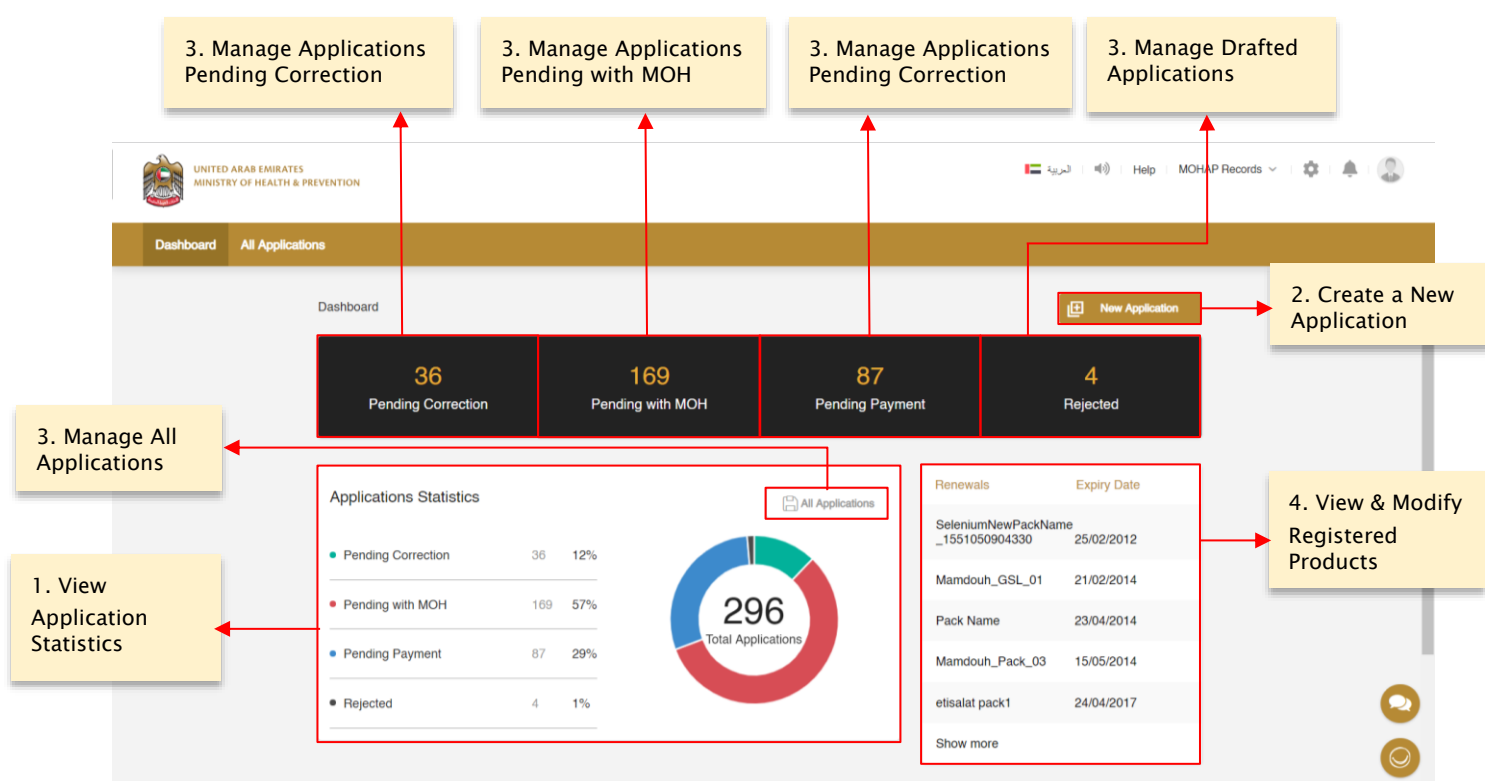 3. Manage Applications
Pending Correction
3. Manage Applications
Pending with MOH
3. Manage Applications
Pending Correction
3. Manage Drafted
Applications
UNITED ARAB EMIRATES
MINISTRY OF HEALTH & PREVENTION
العربية
Help
MOHAP Records
Dashboard
All Applications
Dashboard
New Application
2. Create a New
Application
36
Pending Correction
169
Pending with MOH
87
Pending Payment
4
Rejected
3. Manage All
Applications
Applications Statistics
All Applications
Pending Correction 36 12%
Pending with MOH 169 57%
Pending Payment 87 29%
Rejected 4 1%
296
Total Applications
1. View
Application
Statistics
Renewals Expiry Date
SeleniumNewPackName
_1551050904330 25/02/2012
Mamdouh_GSL_01 21/02/2014
Pack Name 23/04/2014
Mamdouh_Pack_03 15/05/2014
etisalat pack1 24/04/2017
Show more
4. View & Modify
Registered
Products